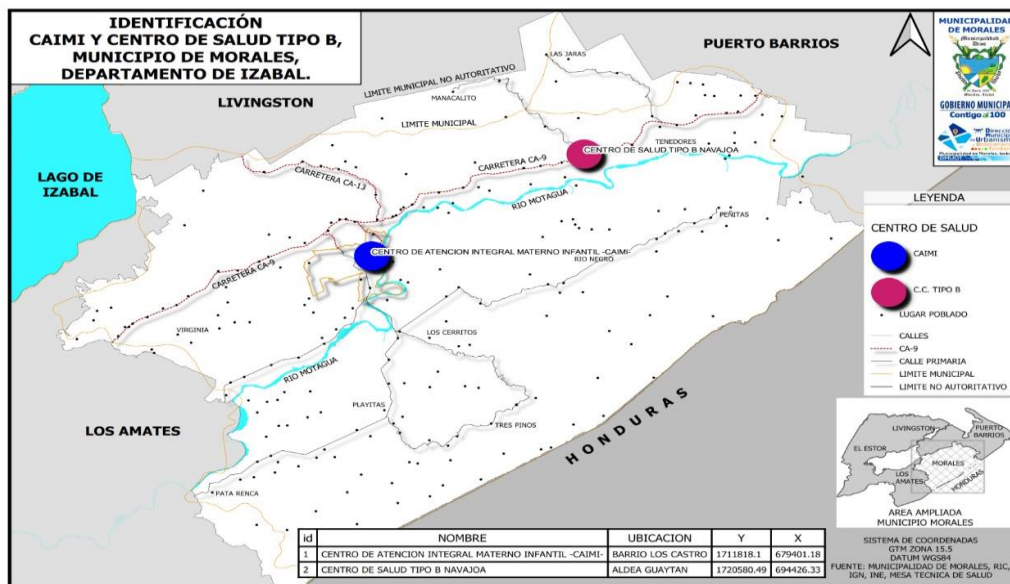 IDENTIFICACIÓN
CAIMI Y CENTRO DE SALUD TIPO B,
MUNICIPIO DE MORALES,
DEPARTAMENTO DE IZABAL.
PUERTO BARRIOS
MUNICIPALIDAD
DE MORALES
GOBIERNO MUNICIPAL
Contigo al 100
Dirección
Municipal
Urbanismo
LIVINGSTON
LAS JARAS
LIMITE MUNICIPAL NO AUTORITATIVO
MANACALITO
LIMITE MUNICIPAL
TENEDORES
CENTRO DE SALUD TIPO B NAVAJOA
CARRETERA CA-9
CARRETERA CA-13
LAGO DE
IZABAL
RIO MOTAGUA
PEÑITAS
CENTRO DE ATENCION INTEGRAL MATERNO INFANTIL -CAIMI-
RIO NEGRO
CARRETERA CA-9
VIRGINIA
LOS CERRITOS
RIO MOTAGUA
PLAYITAS
TRES PINOS
LOS AMATES
HONDURAS
PATA RENCA
LEYENDA
CENTRO DE SALUD
CAIMI
C.C. TIPO B
LUGAR POBLADO
CALLES
CA-9
CALLE PRIMARIA
LIMITE MUNICIPAL
LIMITE NO AUTORITATIVO
LIVINGSTON
PUERTO
BARRIOS
EL ESTOR
MORALES
LOS
AMATES
HONDURAS
AREA AMPLIADA
MUNICIPIO MORALES
SISTEMA DE COORDENADAS
GTM ZONA 15.5
DATUM WGS84
FUENTE: MUNICIPALIDAD DE MORALES, RIC,
IGN, INE, MESA TECNICA DE SALUD
id NOMBRE UBICACION Y X
1 CENTRO DE ATENCION INTEGRAL MATERNO INFANTIL -CAIMI- BARRIO LOS CASTRO 1711818.1 679401.18
2 CENTRO DE SALUD TIPO B NAVAJOA ALDEA GUAYTAN 1720580.49 694426.33